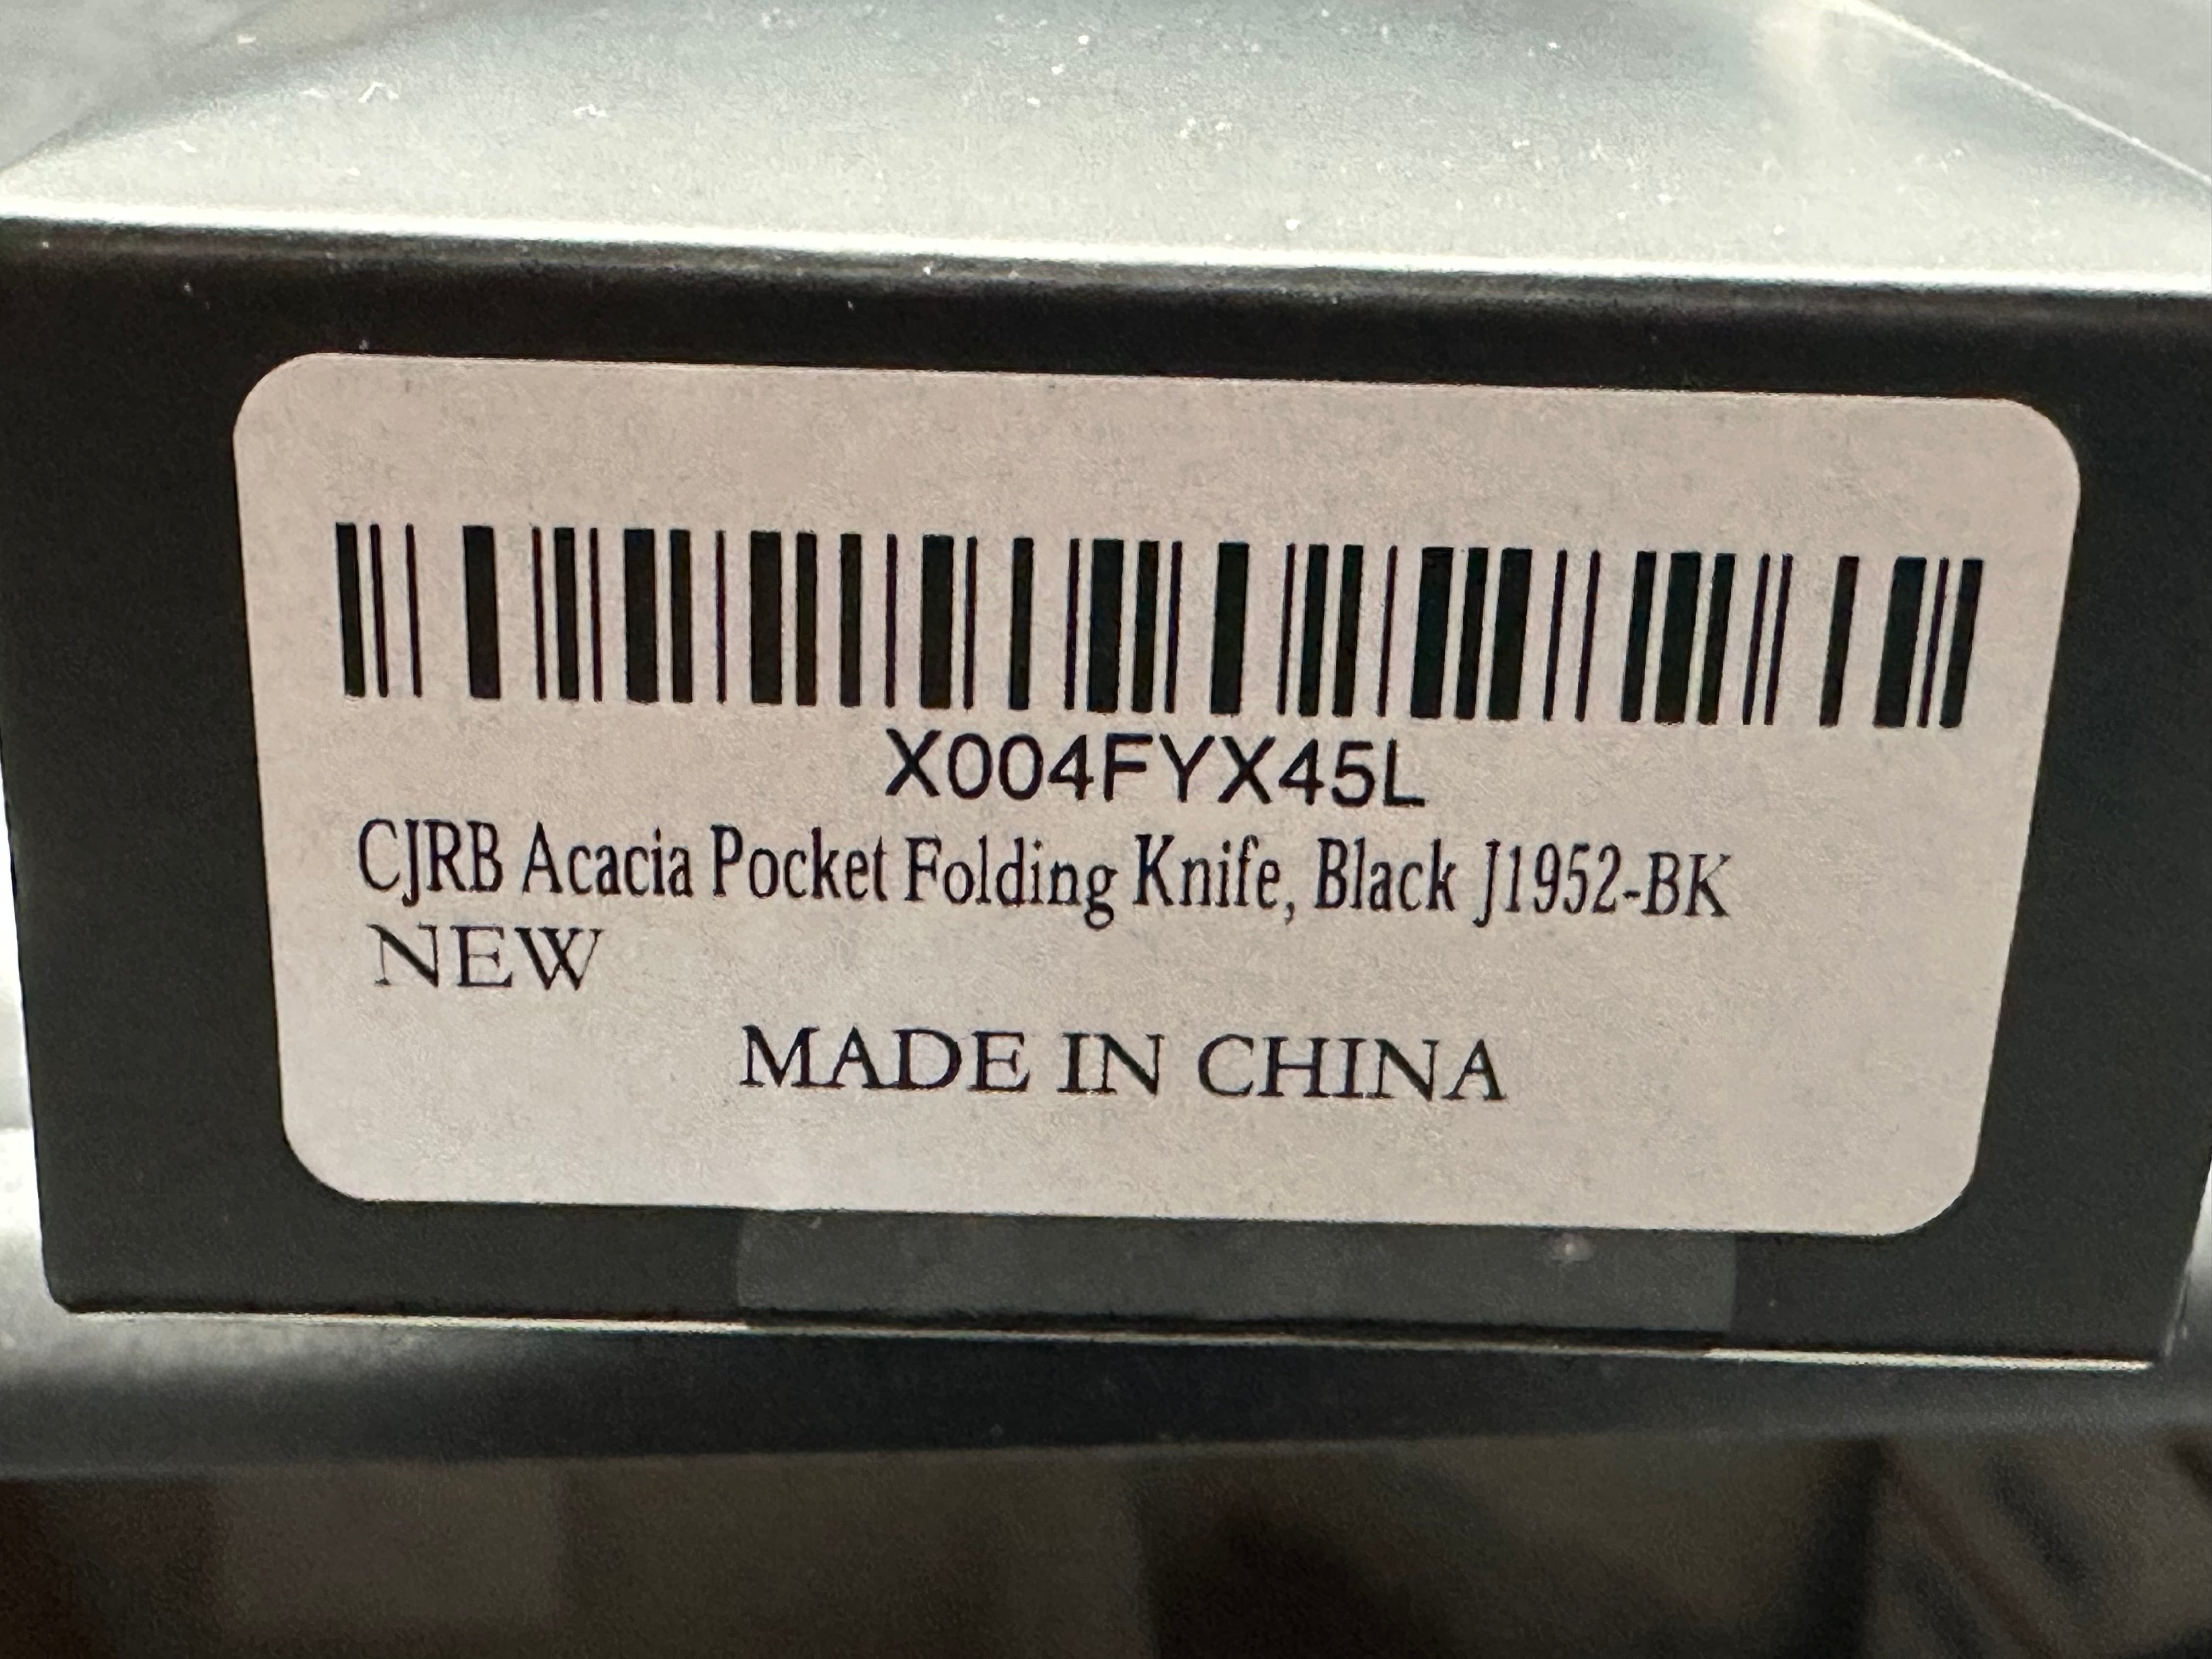 X004FYX45L
CJRB Acacia Pocket Folding Knife, Black J1952-BK
NEW
MADE IN CHINA